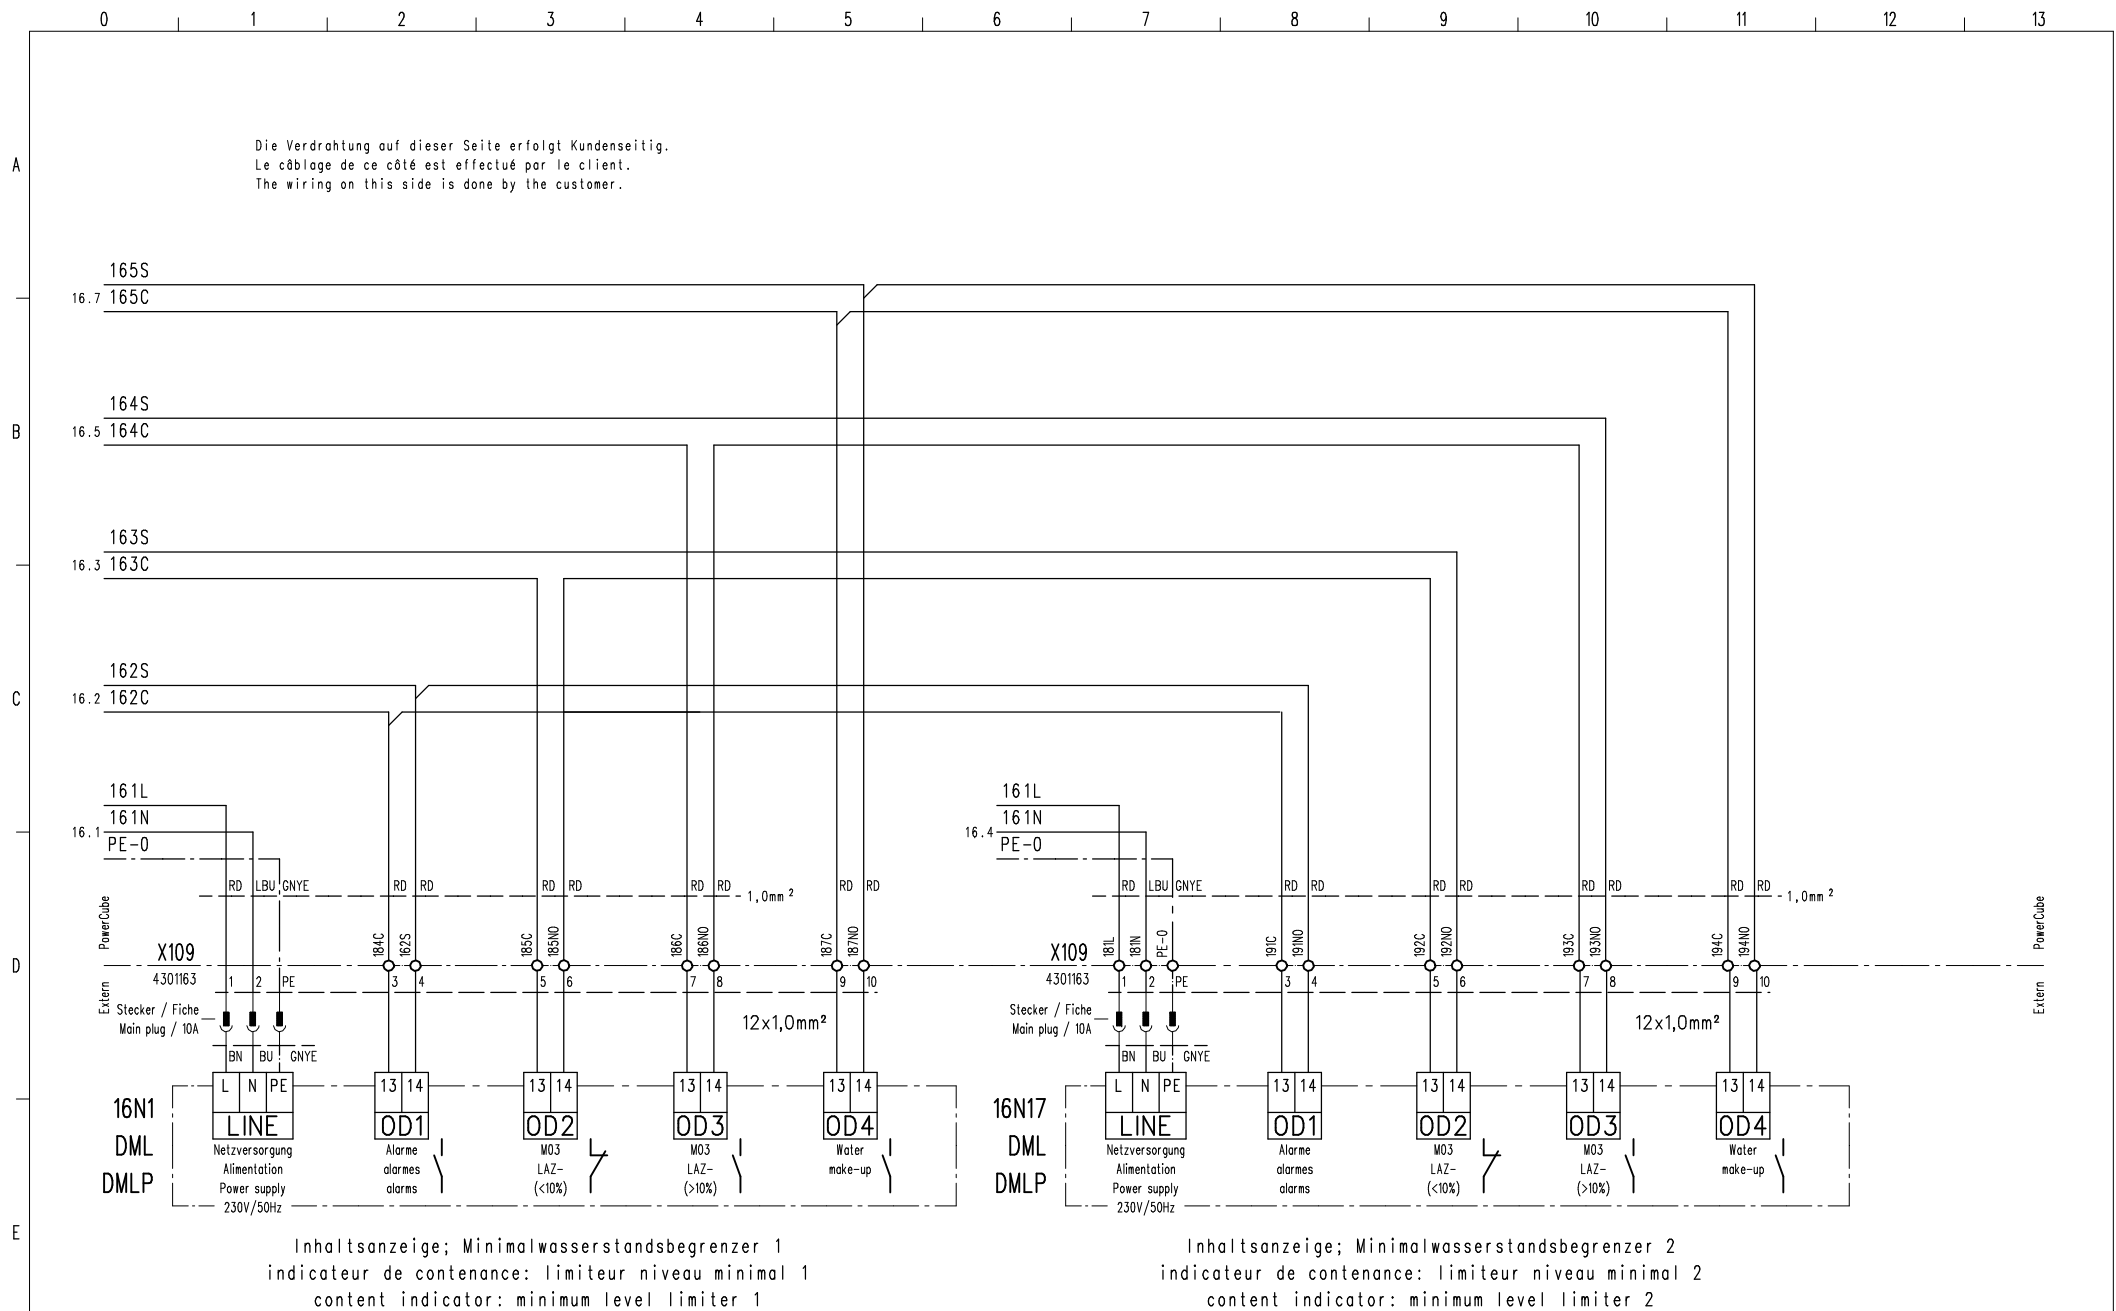 0 1 2 3 4 5 6 7 8 9 10 11 12 13
A
Die Verdrahtung auf dieser Seite erfolgt Kundenseitig.
Le câblage de ce côté est effectué par le client.
The wiring on this side is done by the customer.
165S
16.7 165C
B
164S
16.5 164C
163S
16.3 163C
C
162S
16.2 162C
161L 161L
161N 161N
16.1 16.4
PE-0 PE-0
RD LBU GNYE RD RD RD RD RD RD RD RD RD LBU GNYE RD RD RD RD RD RD RD RD
1,0mm² 1,0mm²
PowerCube PowerCube
184C 162S 185C 185NO 186C 186NO 187C 187NO 181L 181N PE-0 191C 191NO 192C 192NO 193C 193NO 194C 194NO
D
X109 X109
4301163 1 2 PE 3 4 5 6 7 8 9 10 4301163 1 2 PE 3 4 5 6 7 8 9 10
Extern Extern
Stecker / Fiche Stecker / Fiche
Main plug / 10A 12x1,0mm² Main plug / 10A 12x1,0mm²
BN BU GNYE BN BU GNYE
L N PE 13 14 13 14 13 14 13 14 L N PE 13 14 13 14 13 14 13 14
16N1 16N17
LINE OD1 OD2 OD3 OD4 LINE OD1 OD2 OD3 OD4
DML DML
Netzversorgung Alarme M03 M03 Water Netzversorgung Alarme M03 M03 Water
Alimentation alarmes LAZ- LAZ- make-up Alimentation alarmes LAZ- LAZ- make-up
DMLP DMLP
Power supply alarms (<10%) (>10%) Power supply alarms (<10%) (>10%)
230V/50Hz 230V/50Hz
E
Inhaltsanzeige; Minimalwasserstandsbegrenzer 1
indicateur de contenance: limiteur niveau minimal 1
content indicator: minimum level limiter 1
Inhaltsanzeige; Minimalwasserstandsbegrenzer 2
indicateur de contenance: limiteur niveau minimal 2
content indicator: minimum level limiter 2